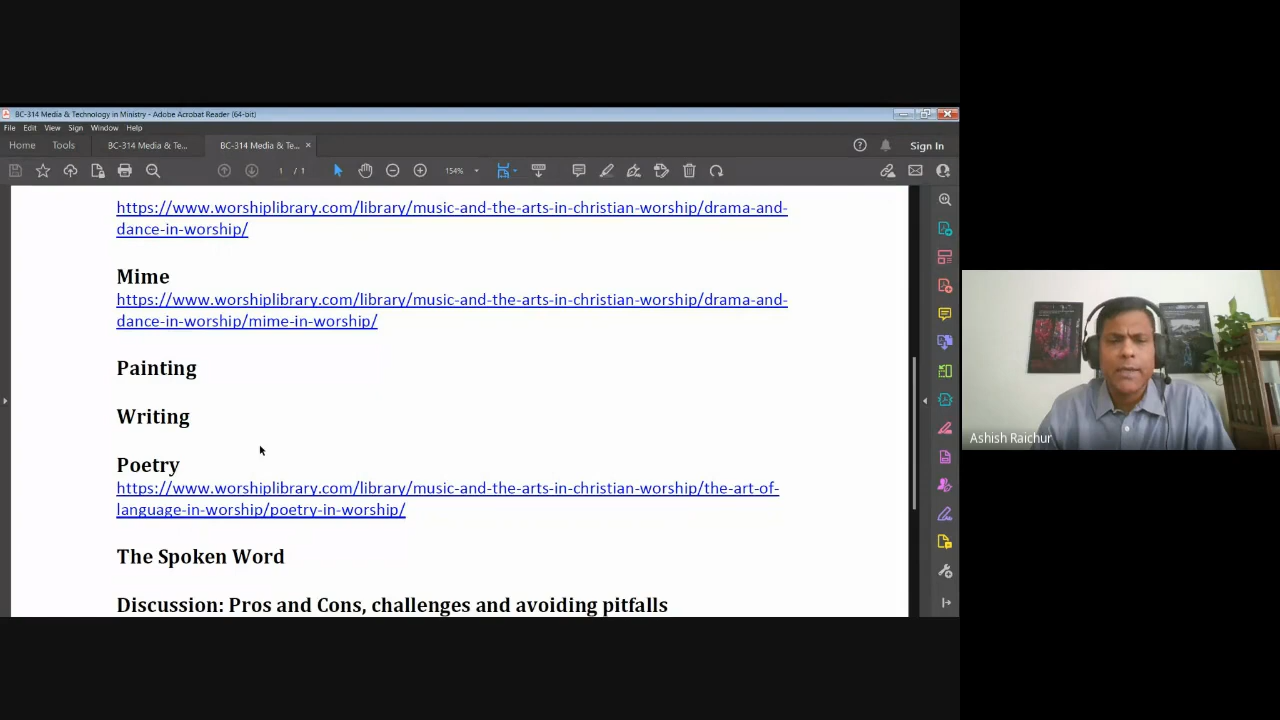 BC-314 Media & Technology in Ministry - Adobe Acrobat Reader (64-bit)
File Edit View Sign Window Help
Home Tools BC-314 Media & Te... BC-314 Media & Te... × Sign In
1 / 1 154%
https://www.worshiplibrary.com/library/music-and-the-arts-in-christian-worship/drama-and-
dance-in-worship/
Mime
https://www.worshiplibrary.com/library/music-and-the-arts-in-christian-worship/drama-and-
dance-in-worship/mime-in-worship/
Painting
Writing
Poetry
https://www.worshiplibrary.com/library/music-and-the-arts-in-christian-worship/the-art-of-
language-in-worship/poetry-in-worship/
The Spoken Word
Discussion: Pros and Cons, challenges and avoiding pitfalls
Ashish Raichur